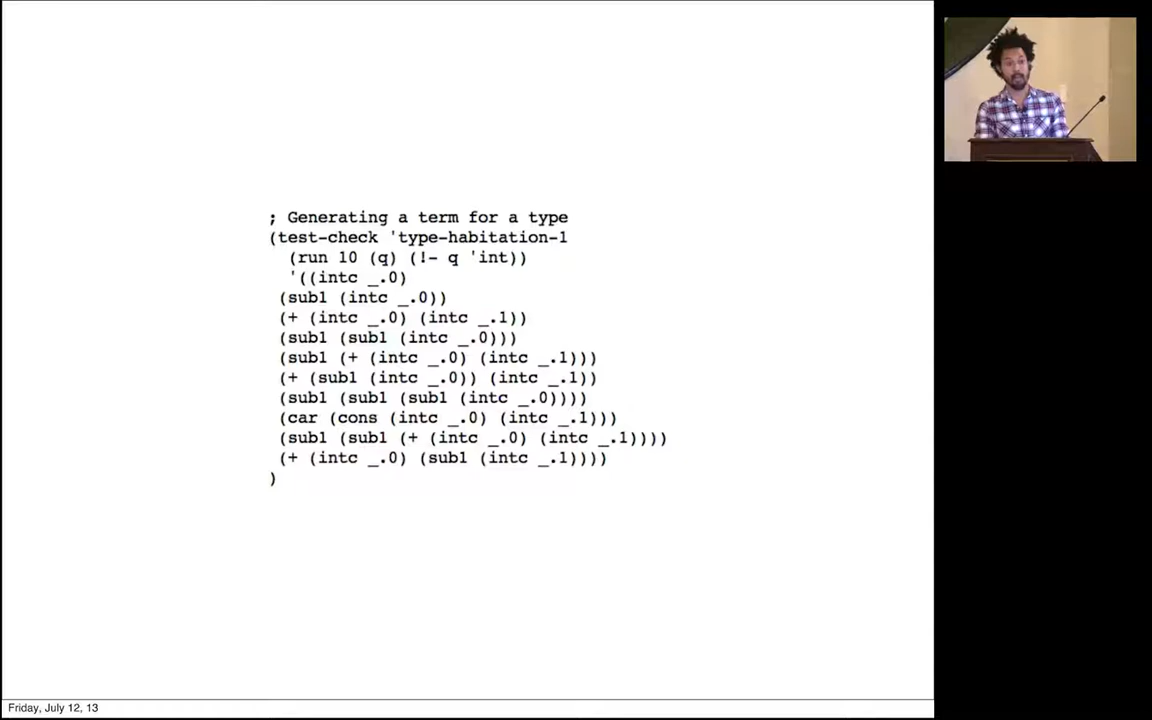 ; Generating a term for a type
(test-check 'type-habitation-1
(run 10 (q) (!- q 'int))
'((intc _.0)
(sub1 (intc _.0))
(+ (intc _.0) (intc _.1))
(sub1 (sub1 (intc _.0)))
(sub1 (+ (intc _.0) (intc _.1)))
(+ (sub1 (intc _.0)) (intc _.1))
(sub1 (sub1 (sub1 (intc _.0))))
(car (cons (intc _.0) (intc _.1)))
(sub1 (sub1 (+ (intc _.0) (intc _.1))))
(+ (intc _.0) (sub1 (intc _.1))))
)
Friday, July 12, 13